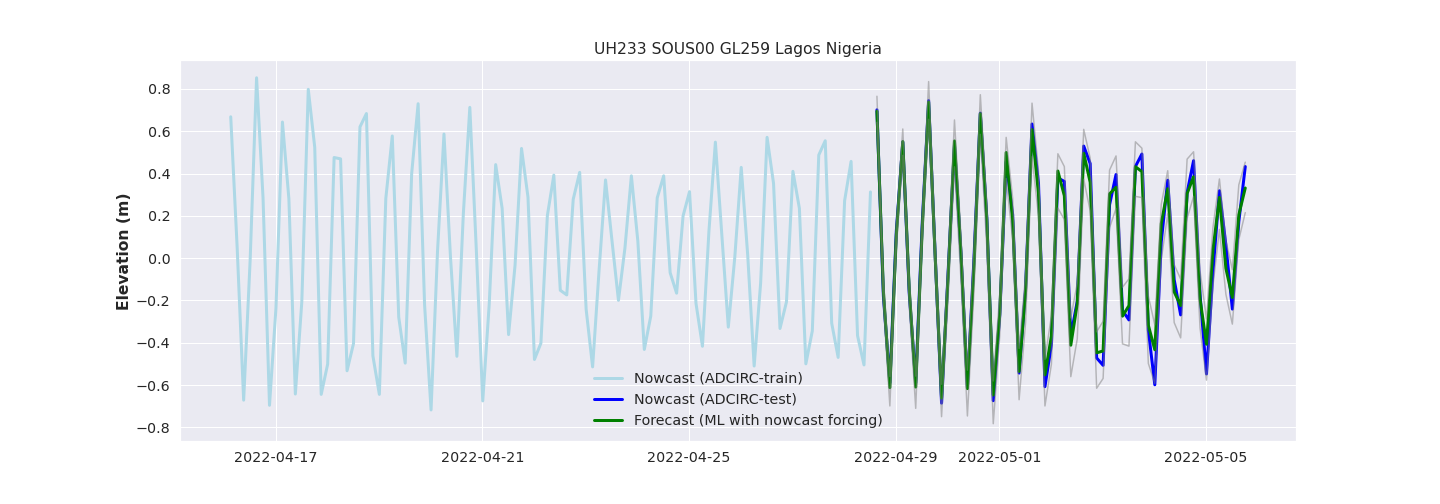 UH233 SOUS00 GL259 Lagos Nigeria
Elevation (m)
0.8
0.6
0.4
0.2
0.0
−0.2
−0.4
−0.6
−0.8
Nowcast (ADCIRC-train)
Nowcast (ADCIRC-test)
Forecast (ML with nowcast forcing)
2022-04-17 2022-04-21 2022-04-25 2022-04-29 2022-05-01 2022-05-05